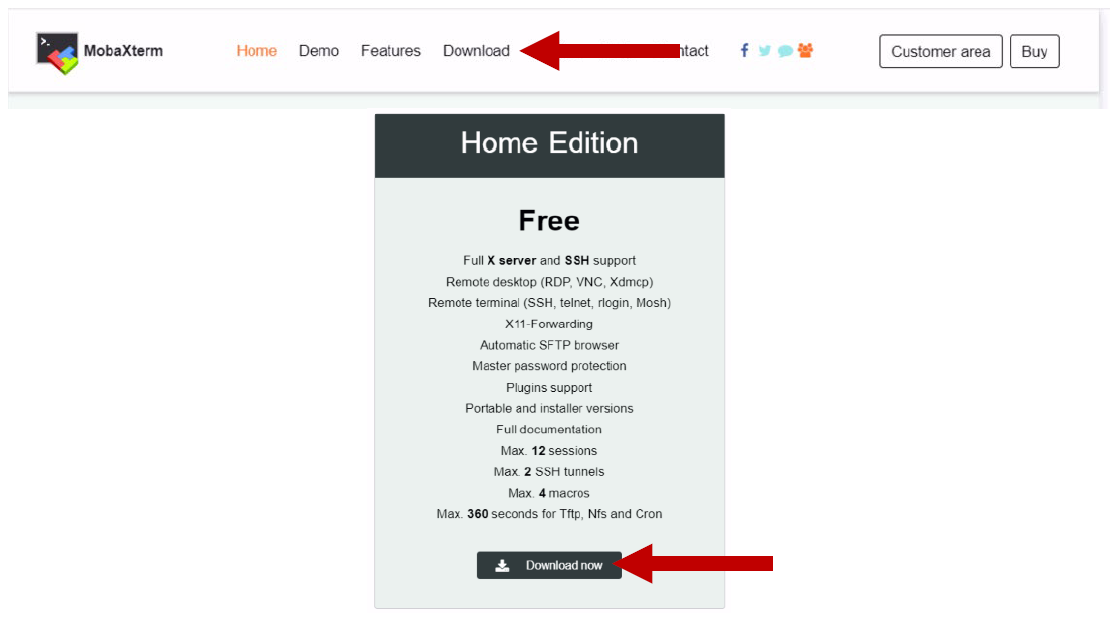 MobaXterm Home Demo Features Download ntact Customer area Buy
Home Edition
Free
Full X server and SSH support
Remote desktop (RDP, VNC, Xdmcp)
Remote terminal (SSH, telnet, rlogin, Mosh)
X11-Forwarding
Automatic SFTP browser
Master password protection
Plugins support
Portable and installer versions
Full documentation
Max. 12 sessions
Max. 2 SSH tunnels
Max. 4 macros
Max. 360 seconds for Tftp, Nfs and Cron
Download now